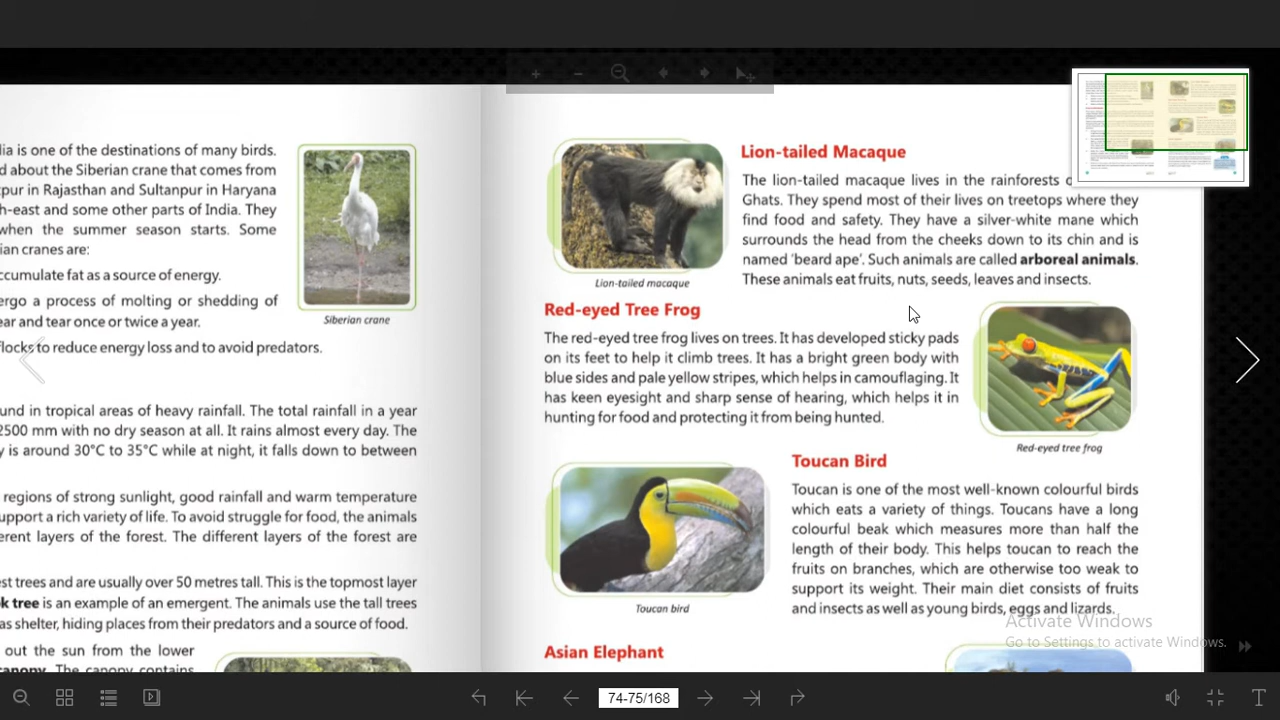 lia is one of the destinations of many birds.
d about the Siberian crane that comes from
pur in Rajasthan and Sultanpur in Haryana
h-east and some other parts of India. They
when the summer season starts. Some
ian cranes are:
ccumulate fat as a source of energy.
ergo a process of molting or shedding of
ear and tear once or twice a year.
flocks to reduce energy loss and to avoid predators.
Siberian crane
und in tropical areas of heavy rainfall. The total rainfall in a year
2500 mm with no dry season at all. It rains almost every day. The
y is around 30°C to 35°C while at night, it falls down to between
regions of strong sunlight, good rainfall and warm temperature
upport a rich variety of life. To avoid struggle for food, the animals
erent layers of the forest. The different layers of the forest are
est trees and are usually over 50 metres tall. This is the topmost layer
k tree is an example of an emergent. The animals use the tall trees
as shelter, hiding places from their predators and a source of food.
out the sun from the lower
canopy. The canopy contains
Lion-tailed macaque
Lion-tailed Macaque
The lion-tailed macaque lives in the rainforests
Ghats. They spend most of their lives on treetops where they
find food and safety. They have a silver-white mane which
surrounds the head from the cheeks down to its chin and is
named ‘beard ape’. Such animals are called arboreal animals.
These animals eat fruits, nuts, seeds, leaves and insects.
Red-eyed Tree Frog
The red-eyed tree frog lives on trees. It has developed sticky pads
on its feet to help it climb trees. It has a bright green body with
blue sides and pale yellow stripes, which helps in camouflaging. It
has keen eyesight and sharp sense of hearing, which helps it in
hunting for food and protecting it from being hunted.
Red-eyed tree frog
Toucan bird
Toucan Bird
Toucan is one of the most well-known colourful birds
which eats a variety of things. Toucans have a long
colourful beak which measures more than half the
length of their body. This helps toucan to reach the
fruits on branches, which are otherwise too weak to
support its weight. Their main diet consists of fruits
and insects as well as young birds, eggs and lizards.
Asian Elephant
Activate Windows
Go to Settings to activate Windows.
74-75/168